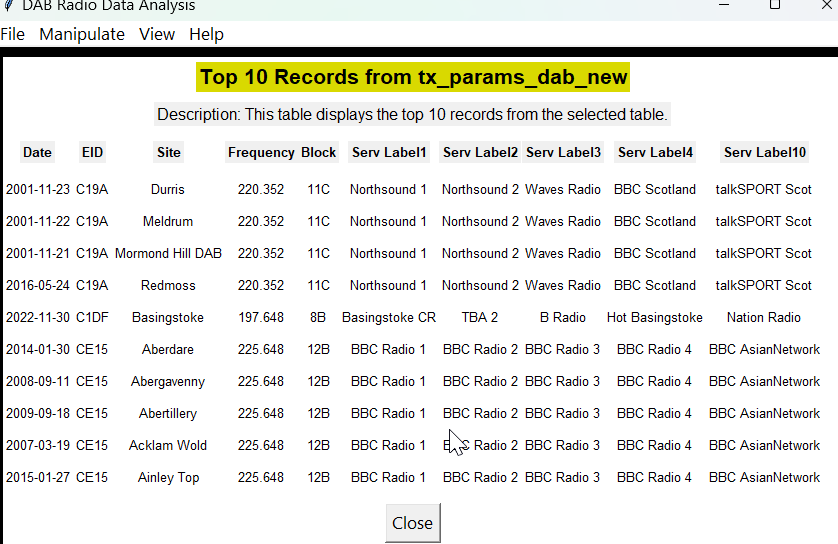 DAB Radio Data Analysis
File Manipulate View Help
Top 10 Records from tx_params_dab_new
Description: This table displays the top 10 records from the selected table.
Date EID Site Frequency Block Serv Label1 Serv Label2 Serv Label3 Serv Label4 Serv Label10
2001-11-23 C19A Durris 220.352 11C Northsound 1 Northsound 2 Waves Radio BBC Scotland talkSPORT Scot
2001-11-22 C19A Meldrum 220.352 11C Northsound 1 Northsound 2 Waves Radio BBC Scotland talkSPORT Scot
2001-11-21 C19A Mormond Hill DAB 220.352 11C Northsound 1 Northsound 2 Waves Radio BBC Scotland talkSPORT Scot
2016-05-24 C19A Redmoss 220.352 11C Northsound 1 Northsound 2 Waves Radio BBC Scotland talkSPORT Scot
2022-11-30 C1DF Basingstoke 197.648 8B Basingstoke CR TBA 2 B Radio Hot Basingstoke Nation Radio
2014-01-30 CE15 Aberdare 225.648 12B BBC Radio 1 BBC Radio 2 BBC Radio 3 BBC Radio 4 BBC AsianNetwork
2008-09-11 CE15 Abergavenny 225.648 12B BBC Radio 1 BBC Radio 2 BBC Radio 3 BBC Radio 4 BBC AsianNetwork
2009-09-18 CE15 Abertillery 225.648 12B BBC Radio 1 BBC Radio 2 BBC Radio 3 BBC Radio 4 BBC AsianNetwork
2007-03-19 CE15 Acklam Wold 225.648 12B BBC Radio 1 BBC Radio 2 BBC Radio 3 BBC Radio 4 BBC AsianNetwork
2015-01-27 CE15 Ainley Top 225.648 12B BBC Radio 1 BBC Radio 2 BBC Radio 3 BBC Radio 4 BBC AsianNetwork
Close